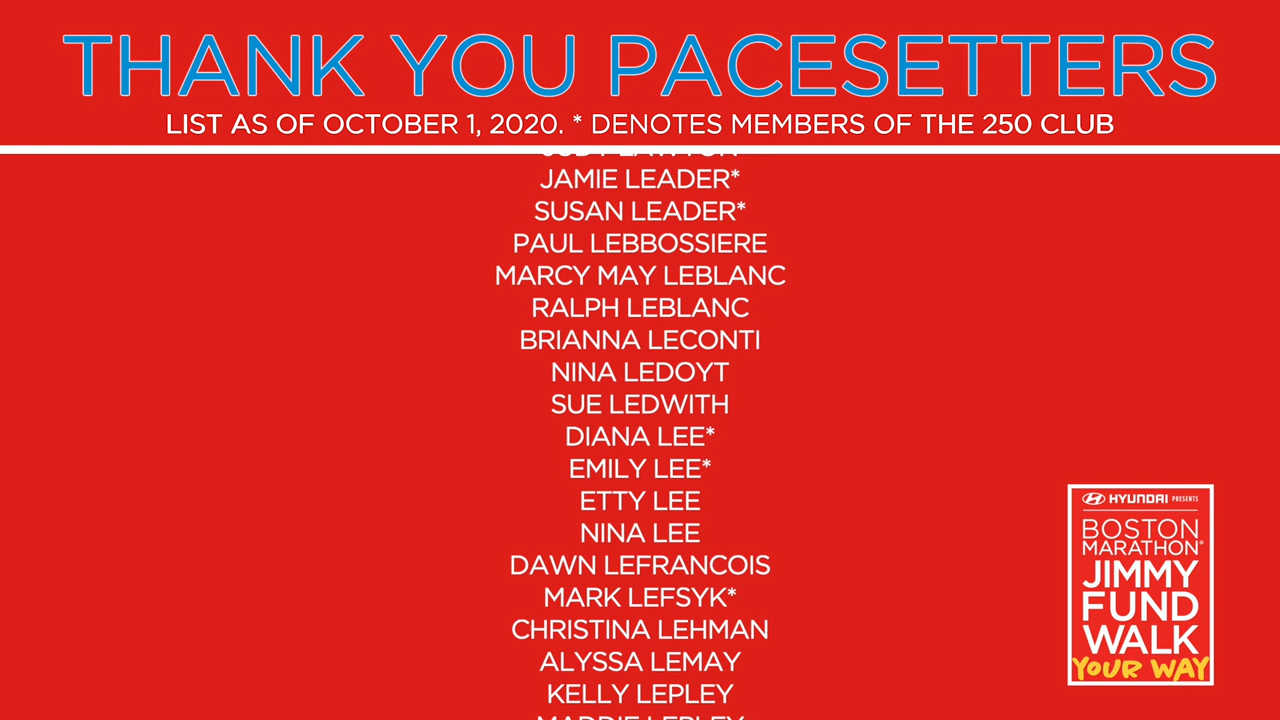 THANK YOU PACESETTERS
LIST AS OF OCTOBER 1, 2020. * DENOTES MEMBERS OF THE 250 CLUB
JAMIE LEADER*
SUSAN LEADER*
PAUL LEBBOSSIERE
MARCY MAY LEBLANC
RALPH LEBLANC
BRIANNA LECONTI
NINA LEDOYT
SUE LEDWITH
DIANA LEE*
EMILY LEE*
ETTY LEE
NINA LEE
DAWN LEFRANCOIS
MARK LEFSYK*
CHRISTINA LEHMAN
ALYSSA LEMAY
KELLY LEPLEY
HYUNDAI PRESENTS
BOSTON
MARATHON®
JIMMY
FUND
WALK
YOUR WAY